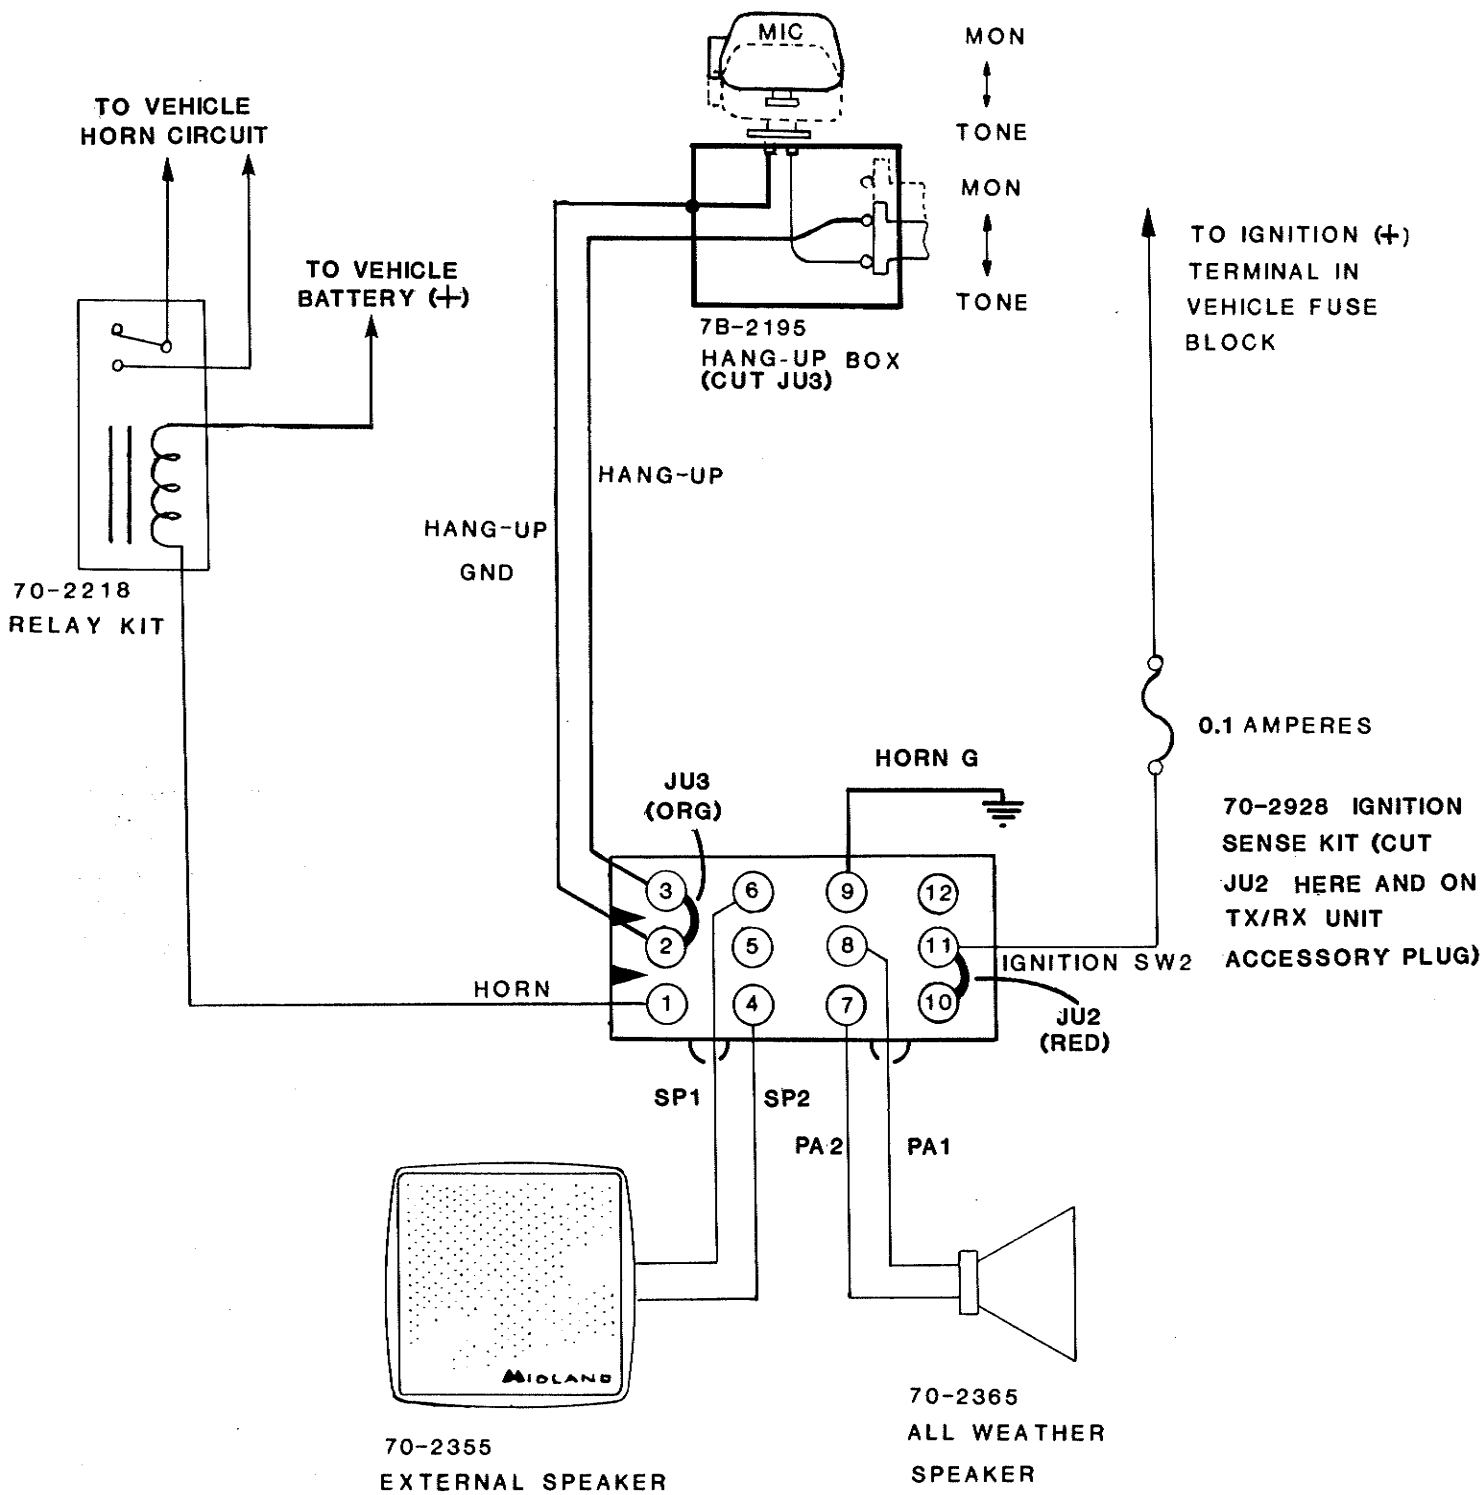 MIC
MON
TONE
TO VEHICLE
HORN CIRCUIT
MON
TONE
TO VEHICLE
BATTERY (+)
7B-2195
HANG-UP BOX
(CUT JU3)
TO IGNITION (+)
TERMINAL IN
VEHICLE FUSE
BLOCK
HANG-UP
HANG-UP
GND
70-2218
RELAY KIT
0.1 AMPERES
HORN G
JU3
(ORG)
70-2928 IGNITION
SENSE KIT (CUT
JU2 HERE AND ON
TX/RX UNIT
ACCESSORY PLUG)
3 6 9 12
2 5 8 11
IGNITION SW2
HORN
1 4 7 10
JU2
(RED)
SP1 SP2
PA2 PA1
MIDLAND
70-2355
EXTERNAL SPEAKER
70-2365
ALL WEATHER
SPEAKER